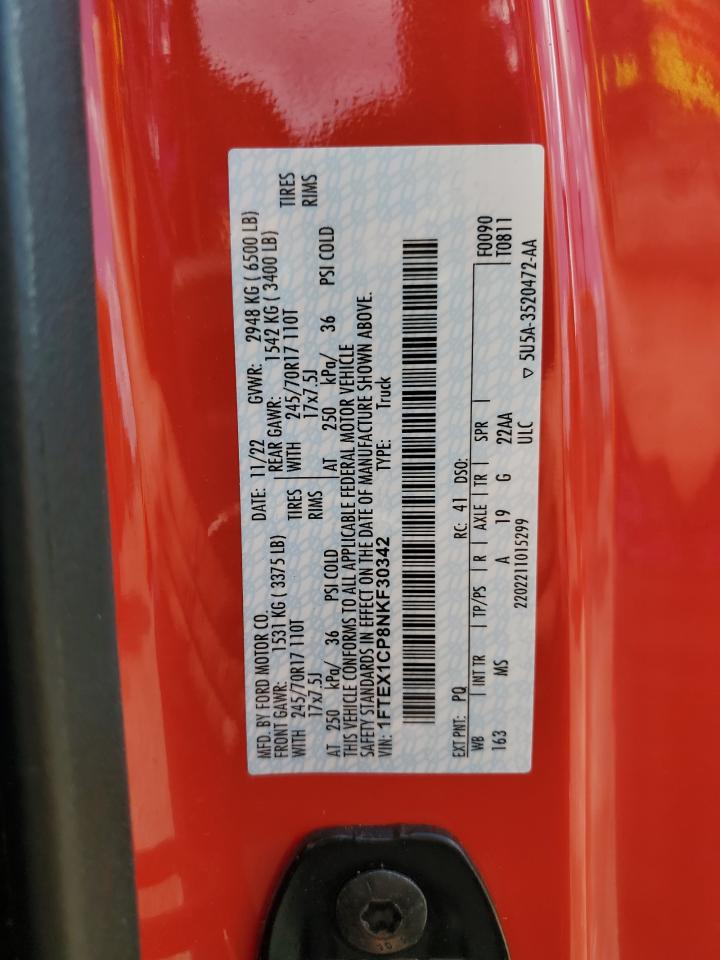 MFD. BY FORD MOTOR CO.
DATE: 11/22 GVWR: 2948 KG ( 6500 LB)
FRONT GAWR: 1531 KG ( 3375 LB) REAR GAWR: 1542 KG ( 3400 LB)
WITH 245/70R17 110T TIRES WITH 245/70R17 110T TIRES
17x7.5J RIMS 17x7.5J RIMS
AT 250 kPa/ 36 PSI COLD AT 250 kPa/ 36 PSI COLD
THIS VEHICLE CONFORMS TO ALL APPLICABLE FEDERAL MOTOR VEHICLE
SAFETY STANDARDS IN EFFECT ON THE DATE OF MANUFACTURE SHOWN ABOVE.
VIN: 1FTEX1CP8NKF30342 TYPE: Truck
EXT PNT: PQ RC: 41 DSO: F0090
WB INT TR TP/PS R AXLE TR SPR T0811
163 MS A 19 G 22AA
2202211015299 ULC ▽ 5U5A-3520472-AA